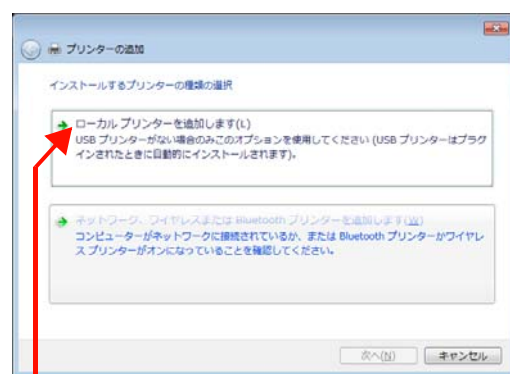 プリンターの追加
インストールするプリンターの種類の選択
ローカル プリンターを追加します(L)
USB プリンターがない場合のみこのオプションを使用してください (USB プリンターはプラグ
インされたときに自動的にインストールされます)。
ネットワーク、ワイヤレスまたは Bluetooth プリンターを追加します(W)
コンピューターがネットワークに接続されているか、または Bluetooth プリンターかワイヤレ
ス プリンターがオンになっていることを確認してください。
次へ(N) キャンセル